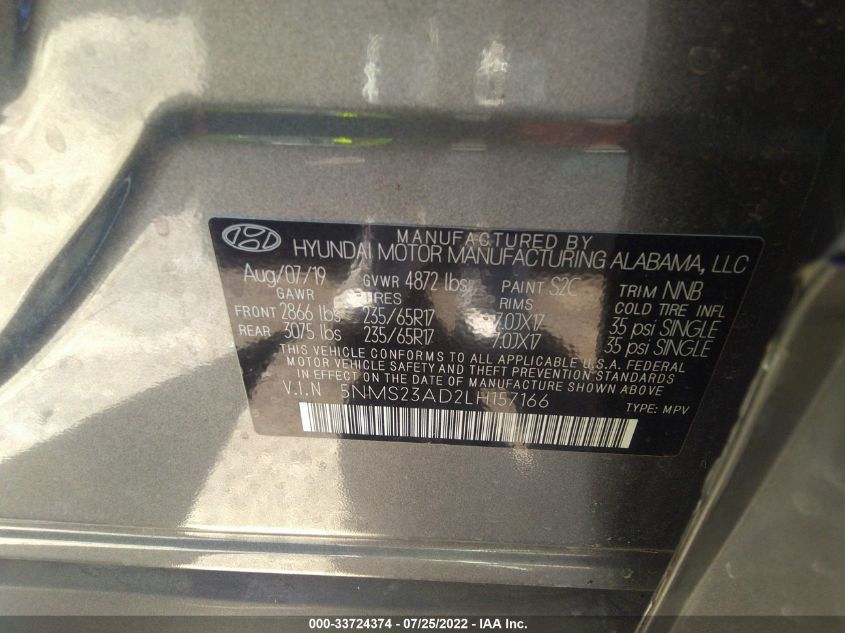 MANUFACTURED BY
HYUNDAI MOTOR MANUFACTURING ALABAMA, LLC
Aug/07/19 GVWR 4872 lbs PAINT S2C TRIM NNB
GAWR TIRES RIMS COLD TIRE INFL
FRONT 2866 lbs 235/65R17 7.0JX17 35 psi SINGLE
REAR 3075 lbs 235/65R17 7.0JX17 35 psi SINGLE
THIS VEHICLE CONFORMS TO ALL APPLICABLE U.S.A. FEDERAL
MOTOR VEHICLE SAFETY AND THEFT PREVENTION STANDARDS
IN EFFECT ON THE DATE OF MANUFACTURE SHOWN ABOVE
V.I.N 5NMS23AD2LH157166
TYPE: MPV
000-33724374 - 07/25/2022 - IAA Inc.